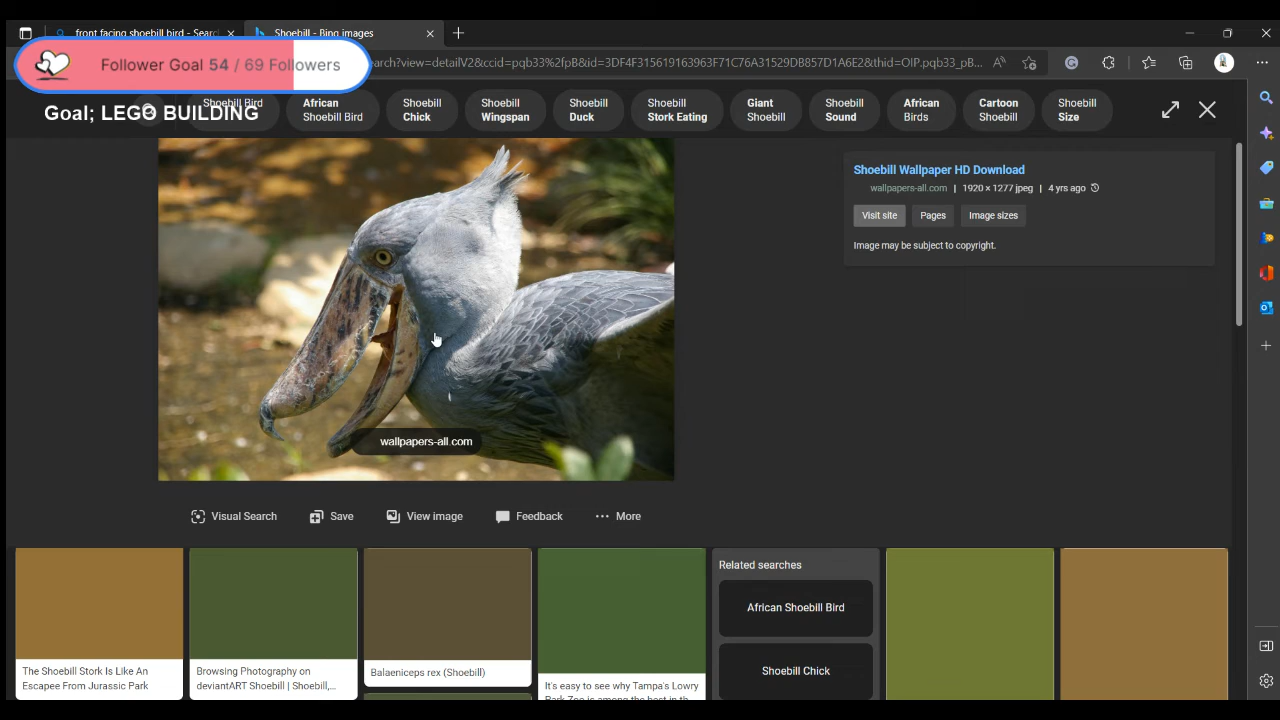 front facing shoebill bird - Sear
Shoebill - Bing images
Follower Goal 54 / 69 Followers
earch?view=detailV2&ccid=pqb33%2fpB&id=3DF4F315619163963F71C76A31529DB857D1A6E2&thid=OIP.pqb33_pB...
Goal; LEGO BUILDING
Shoebill Bird
African
Shoebill Bird
Shoebill
Chick
Shoebill
Wingspan
Shoebill
Duck
Shoebill
Stork Eating
Giant
Shoebill
Shoebill
Sound
African
Birds
Cartoon
Shoebill
Shoebill
Size
Shoebill Wallpaper HD Download
wallpapers-all.com | 1920 × 1277 jpeg | 4 yrs ago
Visit site
Pages
Image sizes
Image may be subject to copyright.
wallpapers-all.com
Visual Search
Save
View image
Feedback
... More
The Shoebill Stork Is Like An
Escapee From Jurassic Park
Browsing Photography on
deviantART Shoebill | Shoebill,...
Balaeniceps rex (Shoebill)
It's easy to see why Tampa's Lowry
Park Zoo is among the best in th
Related searches
African Shoebill Bird
Shoebill Chick